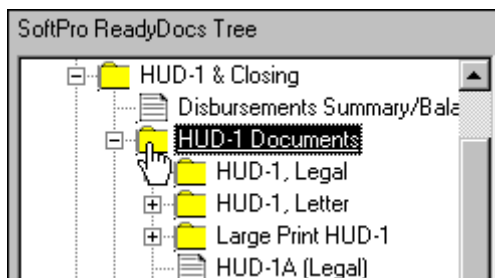 SoftPro ReadyDocs Tree
HUD-1 & Closing
Disbursements Summary/Bala
HUD-1 Documents
HUD-1, Legal
HUD-1, Letter
Large Print HUD-1
HUD-1A (Legal)